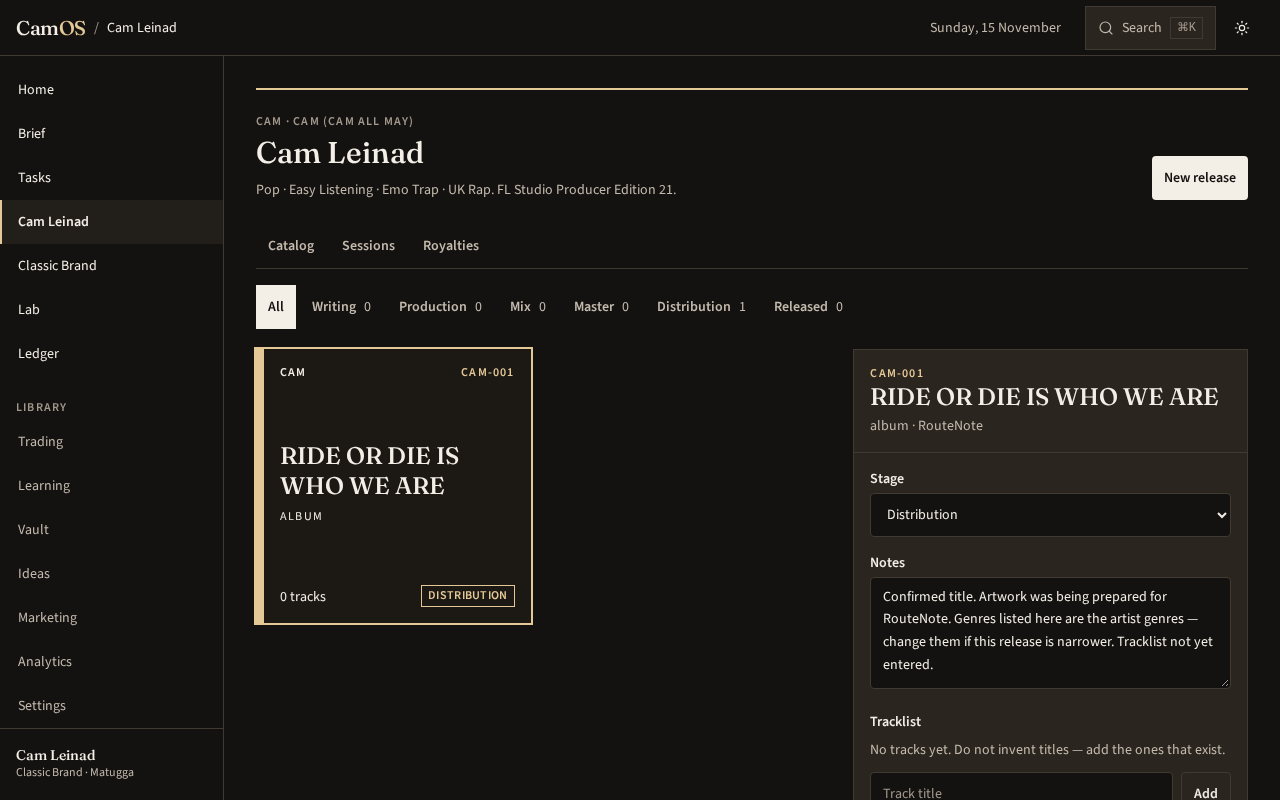 CamOS / Cam Leinad
Sunday, 15 November
Search ⌘K
Home
Brief
Tasks
Cam Leinad
Classic Brand
Lab
Ledger
LIBRARY
Trading
Learning
Vault
Ideas
Marketing
Analytics
Settings
Cam Leinad
Classic Brand · Matugga
CAM · CAM (CAM ALL MAY)
Cam Leinad
Pop · Easy Listening · Emo Trap · UK Rap. FL Studio Producer Edition 21.
New release
Catalog Sessions Royalties
All Writing 0 Production 0 Mix 0 Master 0 Distribution 1 Released 0
CAM CAM-001
RIDE OR DIE IS
WHO WE ARE
ALBUM
0 tracks DISTRIBUTION
CAM-001
RIDE OR DIE IS WHO WE ARE
album · RouteNote
Stage
Distribution
Notes
Confirmed title. Artwork was being prepared for
RouteNote. Genres listed here are the artist genres —
change them if this release is narrower. Tracklist not yet
entered.
Tracklist
No tracks yet. Do not invent titles — add the ones that exist.
Track title Add